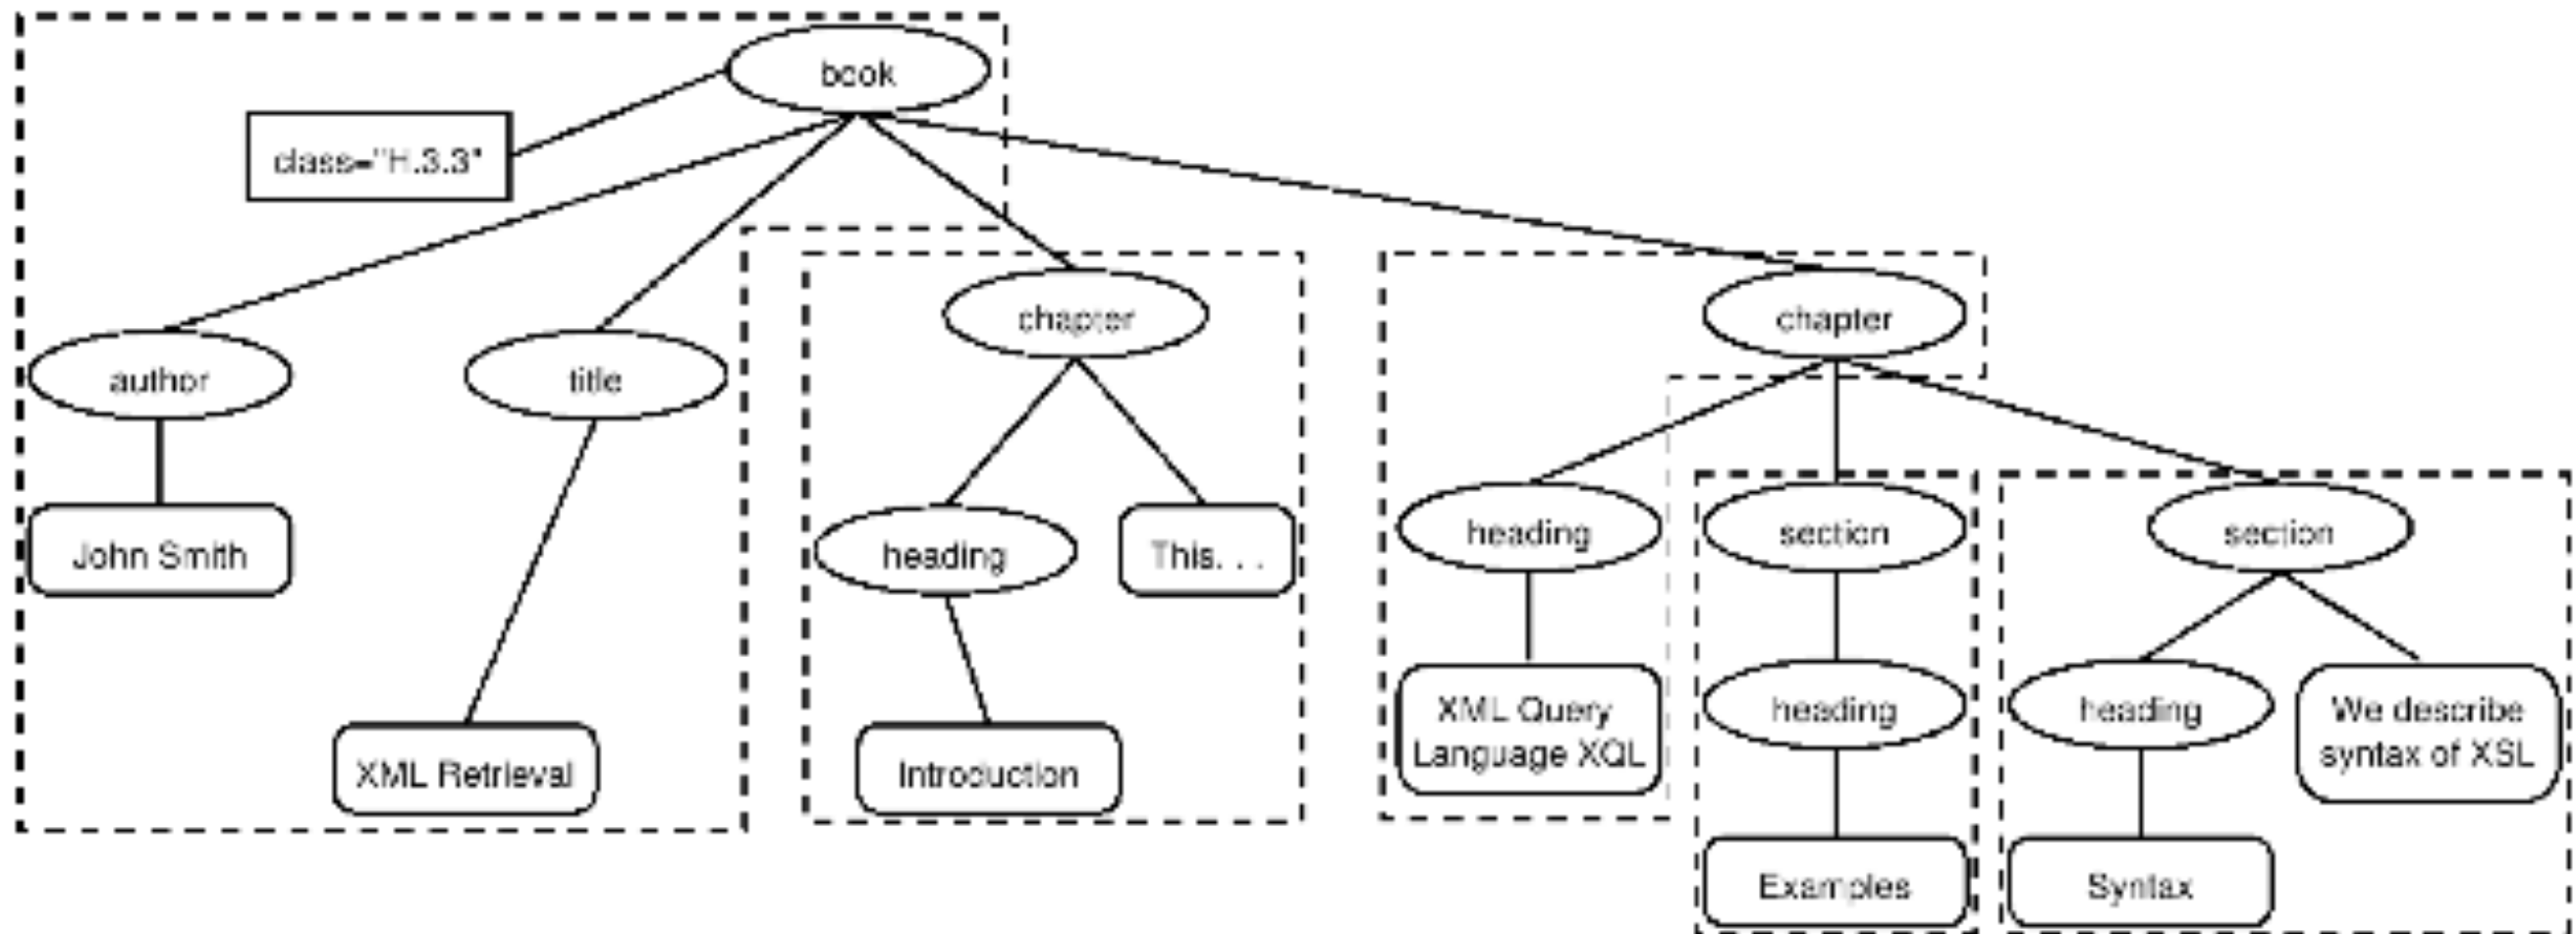 book
class="H.3.3"
chapter
chapter
author
title
heading
section
section
John Smith
heading
This. . .
XML Query
Language XQL
heading
heading
We describe
syntax of XSL
XML Retrieval
Introduction
Examples
Syntax